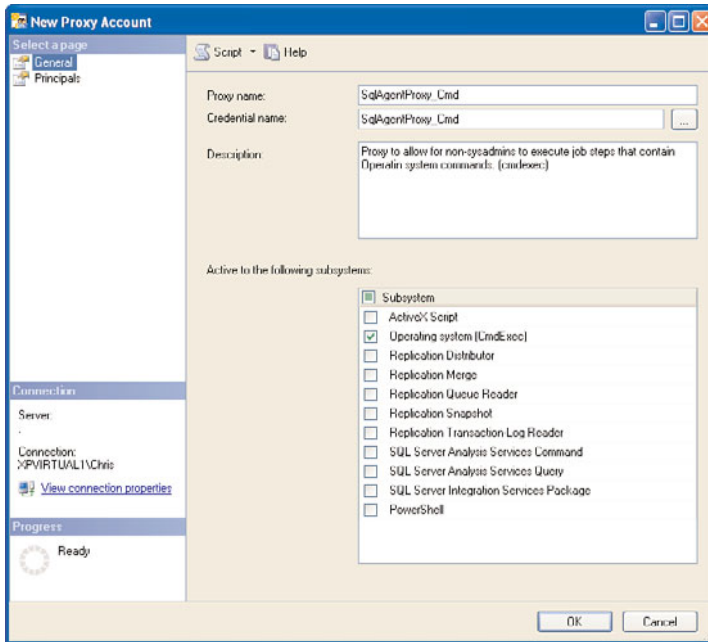 New Proxy Account
Select a page
General
Principals
Script Help
Proxy name: SqlAgentProxy_Cmd
Credential name: SqlAgentProxy_Cmd ...
Description: Proxy to allow for non-sysadmins to execute job steps that contain
Operatin system commands. (cmdexec)
Active to the following subsystems:
Subsystem
ActiveX Script
Operating system (CmdExec)
Replication Distributor
Replication Merge
Replication Queue Reader
Replication Snapshot
Replication Transaction Log Reader
SQL Server Analysis Services Command
SQL Server Analysis Services Query
SQL Server Integration Services Package
PowerShell
Connection
Server:
.
Connection:
XPVIRTUAL1\Chris
View connection properties
Progress
Ready
OK Cancel